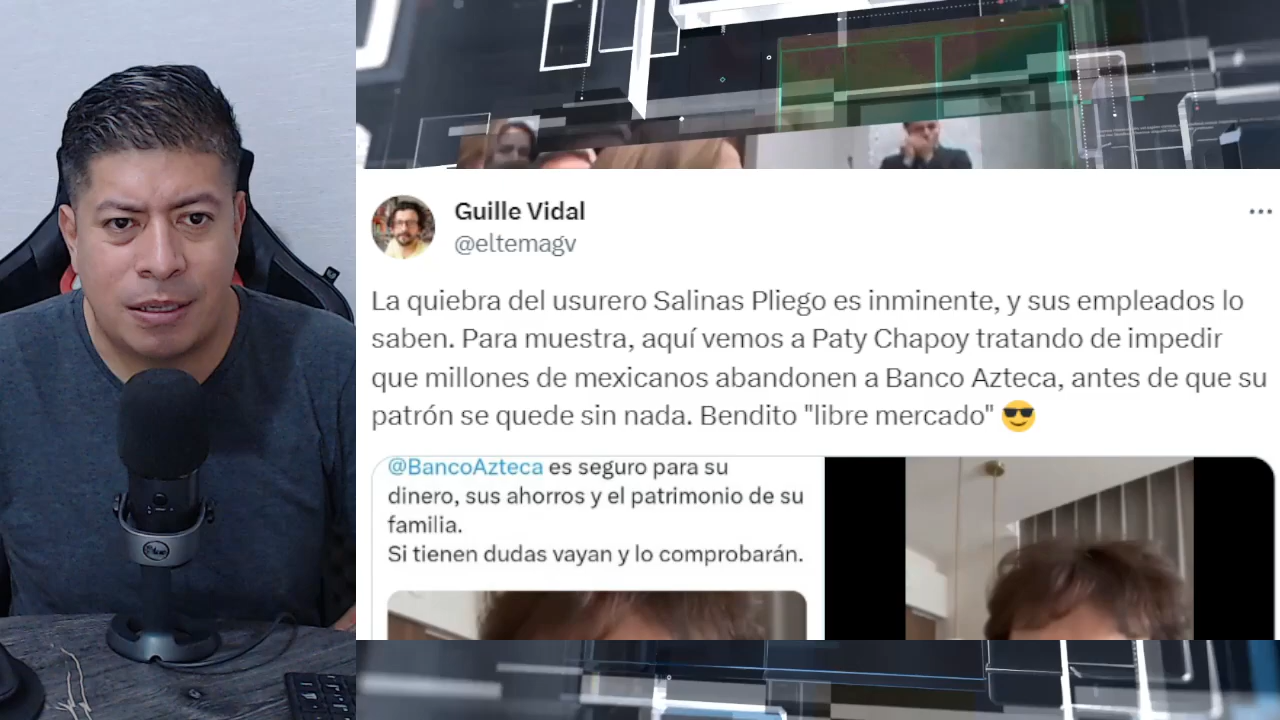 Guille Vidal
@eltemagv
La quiebra del usurero Salinas Pliego es inminente, y sus empleados lo
saben. Para muestra, aquí vemos a Paty Chapoy tratando de impedir
que millones de mexicanos abandonen a Banco Azteca, antes de que su
patrón se quede sin nada. Bendito "libre mercado" 😎
@BancoAzteca es seguro para su
dinero, sus ahorros y el patrimonio de su
familia.
Si tienen dudas vayan y lo comprobarán.